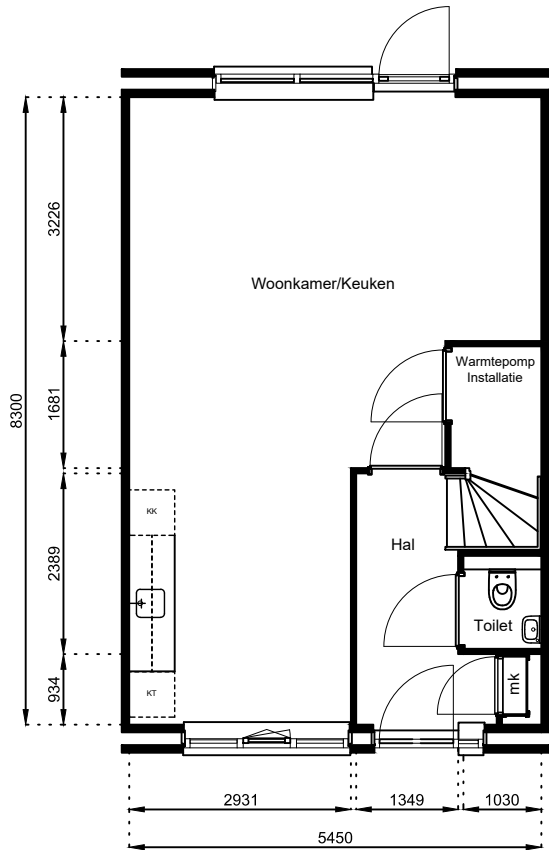 3226
Woonkamer/Keuken
Warmtepomp
Installatie
1681
8300
KK
Hal
2389
Toilet
KT
mk
934
2931
1349
1030
5450